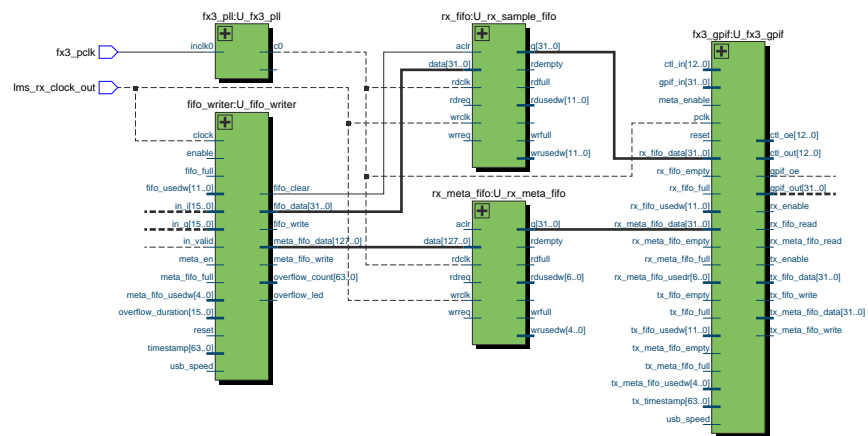 fx3_pll:U_fx3_pll
inclk0
c0
fx3_pclk
lms_rx_clock_out
fifo_writer:U_fifo_writer
clock
enable
fifo_full
fifo_usedw[11..0]
in_i[15..0]
in_q[15..0]
in_valid
meta_en
meta_fifo_full
meta_fifo_usedw[4..0]
overflow_duration[15..0]
reset
timestamp[63..0]
usb_speed
fifo_clear
fifo_data[31..0]
fifo_write
meta_fifo_data[127..0]
meta_fifo_write
overflow_count[63..0]
overflow_led
rx_fifo:U_rx_sample_fifo
aclr
data[31..0]
rdclk
rdreq
wrclk
wrreq
q[31..0]
rdempty
rdfull
rdusedw[11..0]
wrfull
wrusedw[11..0]
rx_meta_fifo:U_rx_meta_fifo
aclr
data[127..0]
rdclk
rdreq
wrclk
wrreq
q[31..0]
rdempty
rdfull
rdusedw[6..0]
wrfull
wrusedw[4..0]
fx3_gpif:U_fx3_gpif
ctl_in[12..0]
gpif_in[31..0]
meta_enable
pclk
reset
rx_fifo_data[31..0]
rx_fifo_empty
rx_fifo_full
rx_fifo_usedw[11..0]
rx_meta_fifo_data[31..0]
rx_meta_fifo_empty
rx_meta_fifo_full
rx_meta_fifo_usedr[6..0]
tx_fifo_empty
tx_fifo_full
tx_fifo_usedw[11..0]
tx_meta_fifo_empty
tx_meta_fifo_full
tx_meta_fifo_usedw[4..0]
tx_timestamp[63..0]
usb_speed
ctl_oe[12..0]
ctl_out[12..0]
gpif_oe
gpif_out[31..0]
rx_enable
rx_fifo_read
rx_meta_fifo_read
tx_enable
tx_fifo_data[31..0]
tx_fifo_write
tx_meta_fifo_data[31..0]
tx_meta_fifo_write